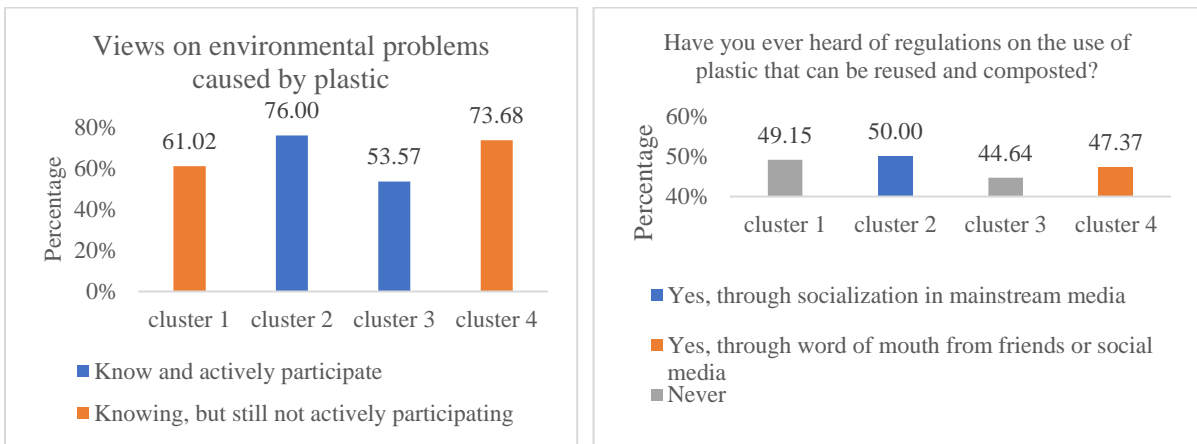 Views on environmental problems
caused by plastic
Percentage
80%
60%
40%
20%
0%
61.02
76.00
53.57
73.68
cluster 1
cluster 2
cluster 3
cluster 4
Know and actively participate
Knowing, but still not actively participating
Have you ever heard of regulations on the use of
plastic that can be reused and composted?
Percentage
60%
50%
40%
49.15
50.00
44.64
47.37
cluster 1
cluster 2
cluster 3
cluster 4
Yes, through socialization in mainstream media
Yes, through word of mouth from friends or social
media
Never